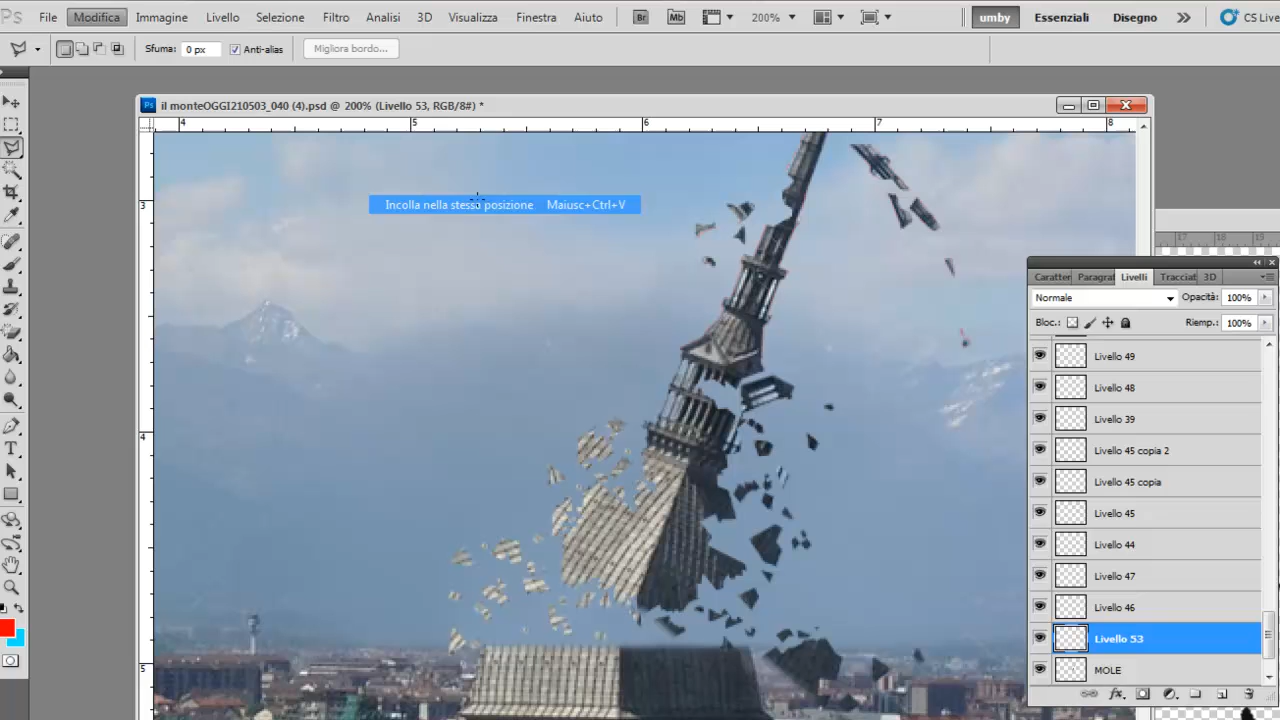 Ps File Modifica Immagine Livello Selezione Filtro Analisi 3D Visualizza Finestra Aiuto Br Mb 200% umby Essenziali Disegno CS Live
Sfuma: 0 px Anti-alias Migliora bordo...
il monteOGGI210503_040 (4).psd @ 200% (Livello 53, RGB/8#) *
4 5 6 7 8
3
Incolla nella stessa posizione Maiusc+Ctrl+V
17 18 19
Caratter Paragraf Livelli Tracciat 3D
Normale Opacità: 100%
Bloc.: Riemp.: 100%
Livello 49
Livello 48
Livello 39
4
Livello 45 copia 2
Livello 45 copia
Livello 45
Livello 44
Livello 47
Livello 46
Livello 53
5
MOLE
fx